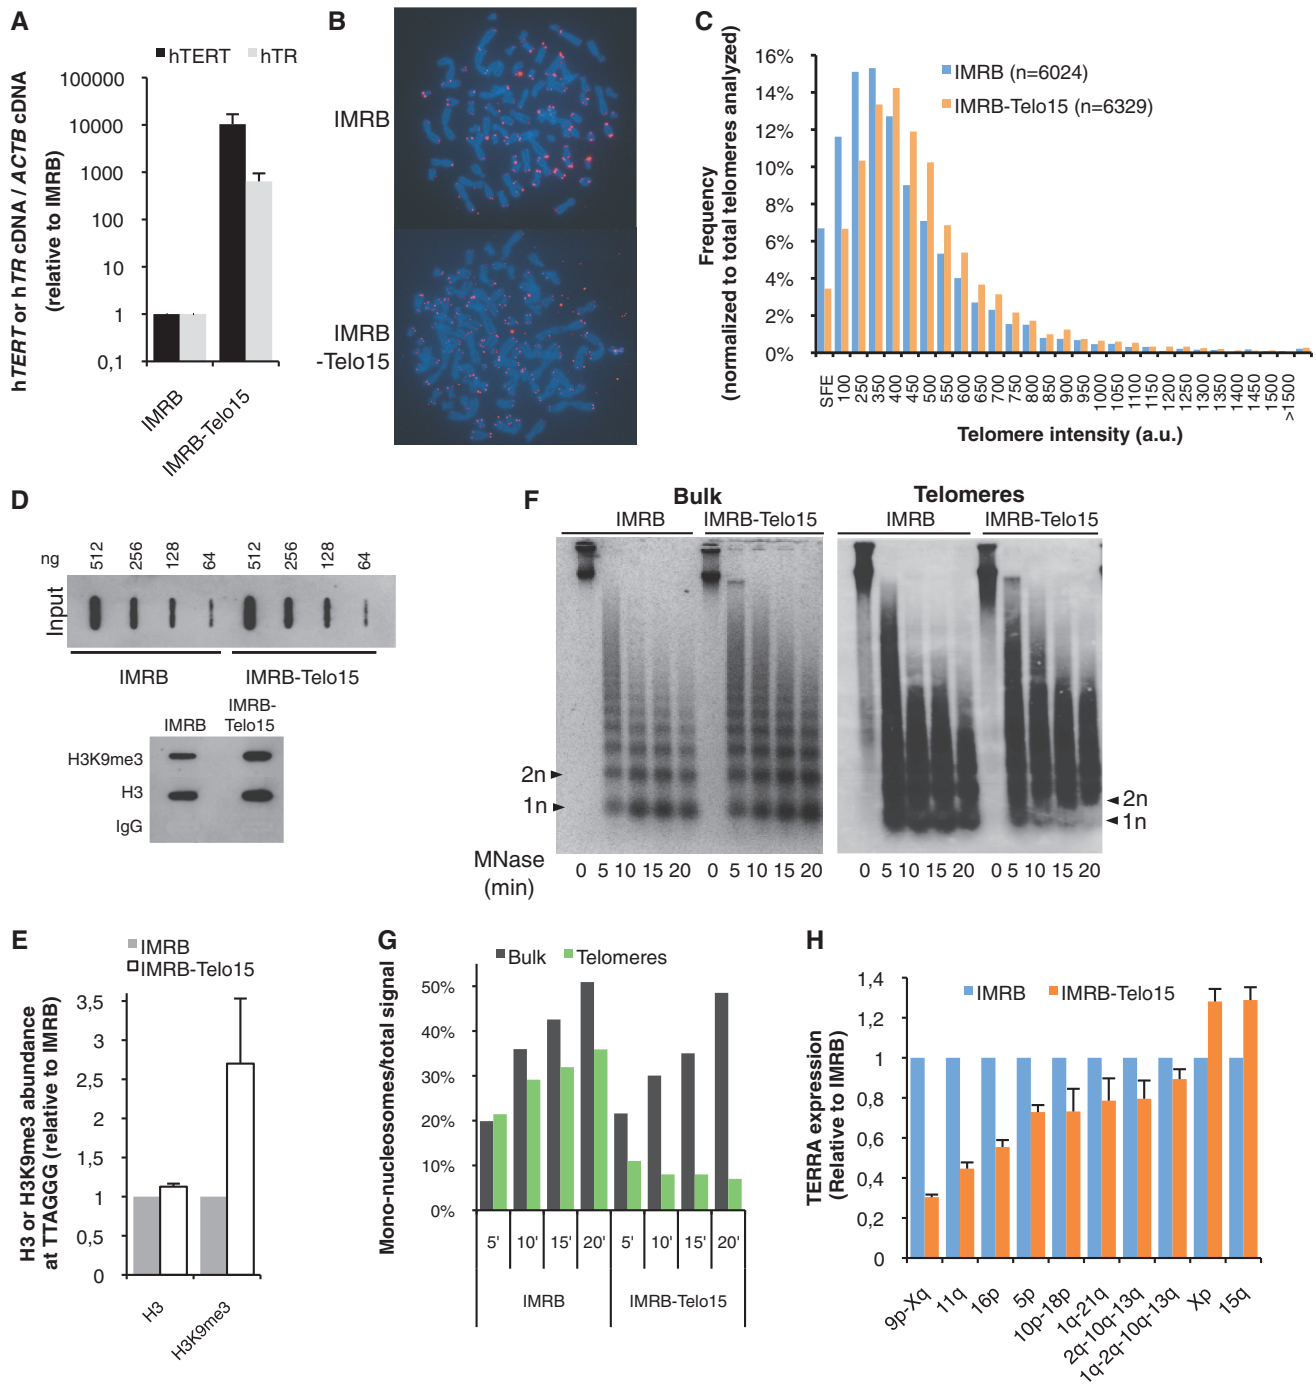 A
hTERT hTR
hTERT or hTR cDNA / ACTB cDNA
(relative to IMRB)
100000
10000
1000
100
10
1
0,1
IMRB
IMRB-Telo15
B
IMRB
IMRB
-Telo15
C
Frequency
(normalized to total telomeres analyzed)
16%
14%
12%
10%
8%
6%
4%
2%
0%
IMRB (n=6024)
IMRB-Telo15 (n=6329)
SFE
100
250
350
400
450
500
550
600
650
700
750
800
850
900
950
1000
1050
1100
1150
1200
1250
1300
1350
1400
1450
1500
>1500
Telomere intensity (a.u.)
D
ng
512 256 128 64 512 256 128 64
Input
IMRB IMRB-Telo15
IMRB IMRB-
Telo15
H3K9me3
H3
IgG
F
Bulk Telomeres
IMRB IMRB-Telo15 IMRB IMRB-Telo15
2n
1n
2n
1n
MNase
(min)
0 5 10 15 20 0 5 10 15 20 0 5 10 15 20 0 5 10 15 20
E
IMRB
IMRB-Telo15
H3 or H3K9me3 abundance
at TTAGGG (relative to IMRB)
3,5
3
2,5
2
1,5
1
0,5
0
H3
H3K9me3
G
Bulk Telomeres
Mono-nucleosomes/total signal
50%
40%
30%
20%
10%
0%
5' 10' 15' 20' 5' 10' 15' 20'
IMRB IMRB-Telo15
H
TERRA expression
(Relative to IMRB)
IMRB IMRB-Telo15
1,4
1,2
1
0,8
0,6
0,4
0,2
0
9p-Xq
11q
16p
5p
10p-18p
1q-21q
2q-10q-13q
1q-2q-10q-13q
Xp
15q